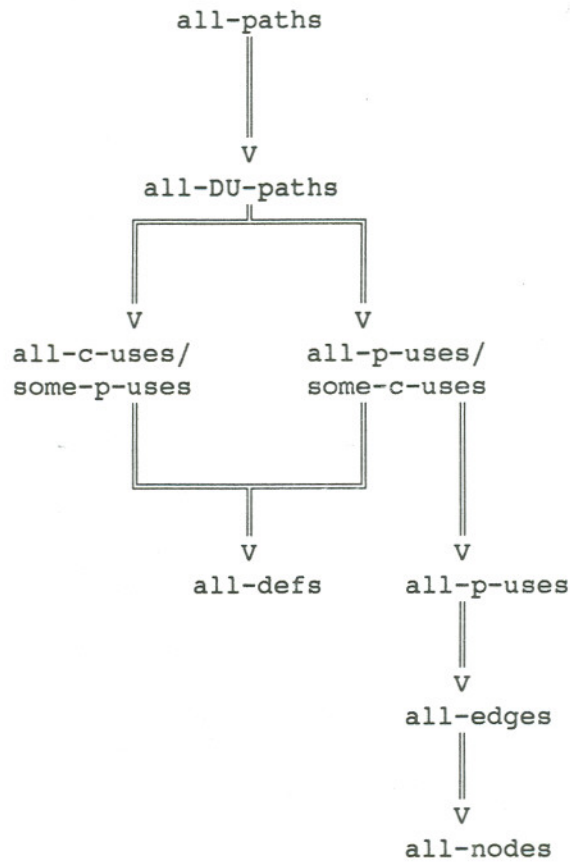 all-paths
V
all-DU-paths
V V
all-c-uses/ all-p-uses/
some-p-uses some-c-uses
V V
all-defs all-p-uses
V
all-edges
V
all-nodes